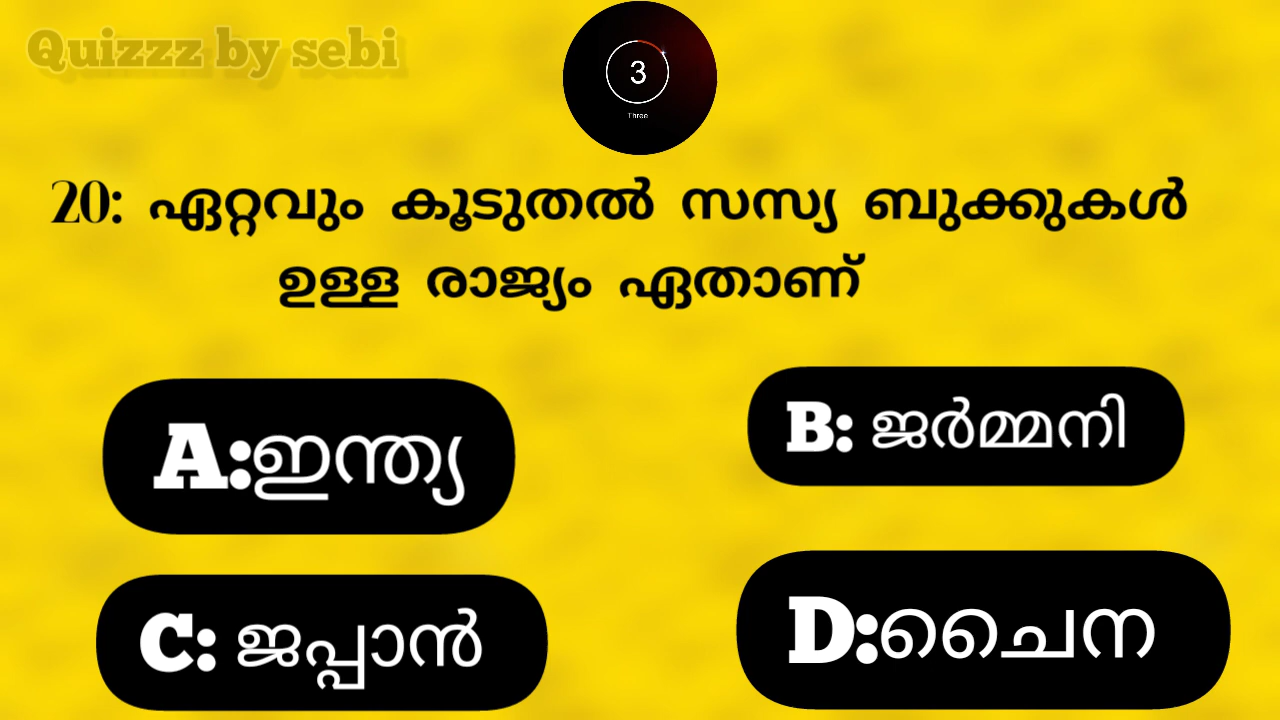 Quizzz by sebi
3
Three
20: ഏറ്റവും കൂടുതൽ സസ്യ ബുക്കുകൾ
ഉള്ള രാജ്യം ഏതാണ്
A:ഇന്ത്യ
B: ജർമ്മനി
C: ജപ്പാൻ
D:ചൈന